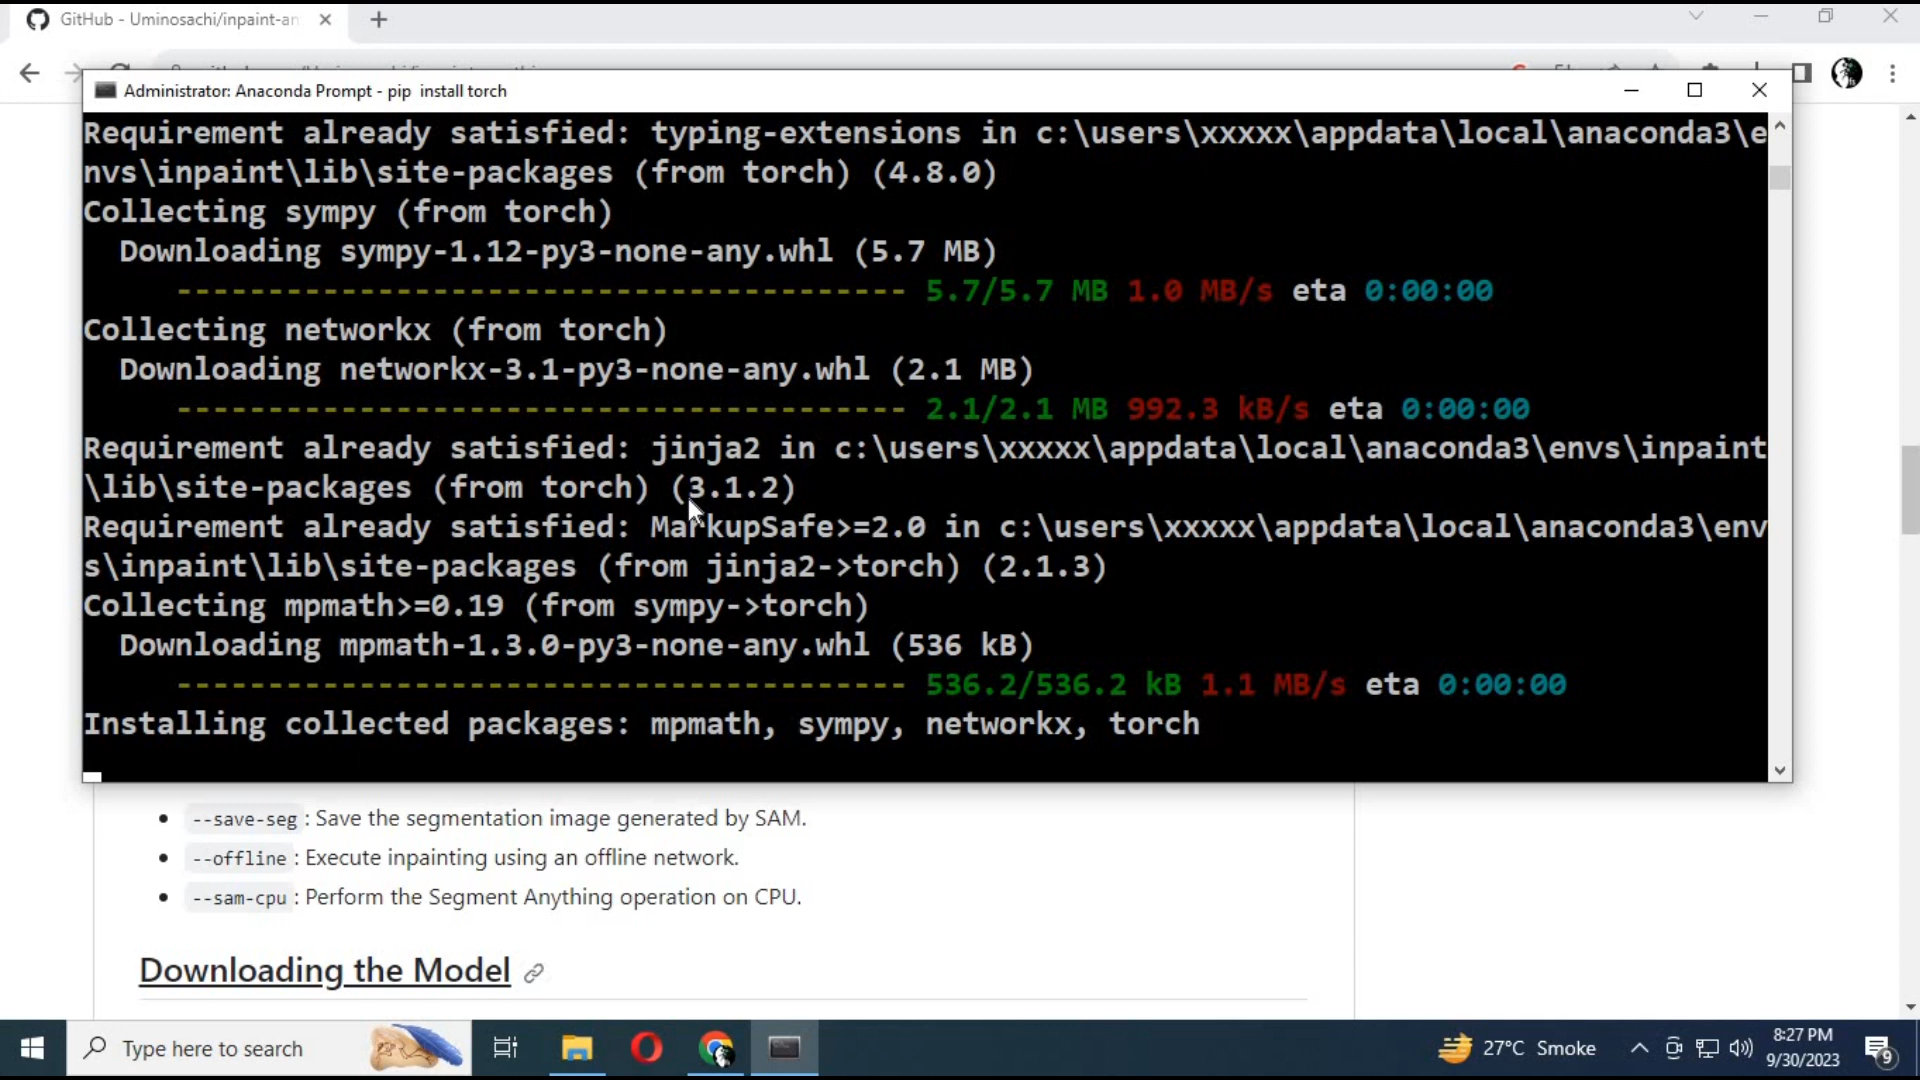 GitHub - Uminosachi/inpaint-an
Administrator: Anaconda Prompt - pip  install torch
Requirement already satisfied: typing-extensions in c:\users\xxxxx\appdata\local\anaconda3\e
nvs\inpaint\lib\site-packages (from torch) (4.8.0)
Collecting sympy (from torch)
Downloading sympy-1.12-py3-none-any.whl (5.7 MB)
---------------------------------------- 5.7/5.7 MB 1.0 MB/s eta 0:00:00
Collecting networkx (from torch)
Downloading networkx-3.1-py3-none-any.whl (2.1 MB)
---------------------------------------- 2.1/2.1 MB 992.3 kB/s eta 0:00:00
Requirement already satisfied: jinja2 in c:\users\xxxxx\appdata\local\anaconda3\envs\inpaint
\lib\site-packages (from torch) (3.1.2)
Requirement already satisfied: MarkupSafe>=2.0 in c:\users\xxxxx\appdata\local\anaconda3\env
s\inpaint\lib\site-packages (from jinja2->torch) (2.1.3)
Collecting mpmath>=0.19 (from sympy->torch)
Downloading mpmath-1.3.0-py3-none-any.whl (536 kB)
---------------------------------------- 536.2/536.2 kB 1.1 MB/s eta 0:00:00
Installing collected packages: mpmath, sympy, networkx, torch
--save-seg : Save the segmentation image generated by SAM.
--offline : Execute inpainting using an offline network.
--sam-cpu : Perform the Segment Anything operation on CPU.
Downloading the Model
Type here to search
27°C Smoke
8:27 PM
9/30/2023
9